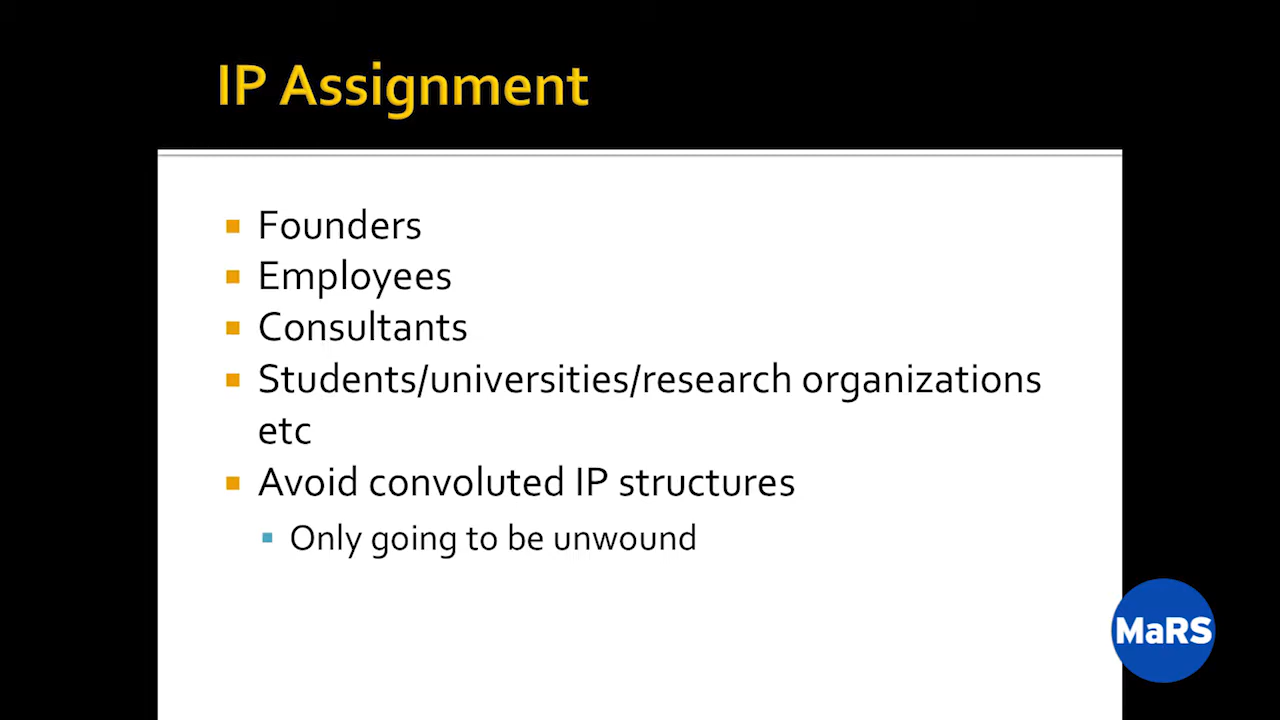 IP Assignment
Founders
Employees
Consultants
Students/universities/research organizations
etc
Avoid convoluted IP structures
Only going to be unwound
MaRS